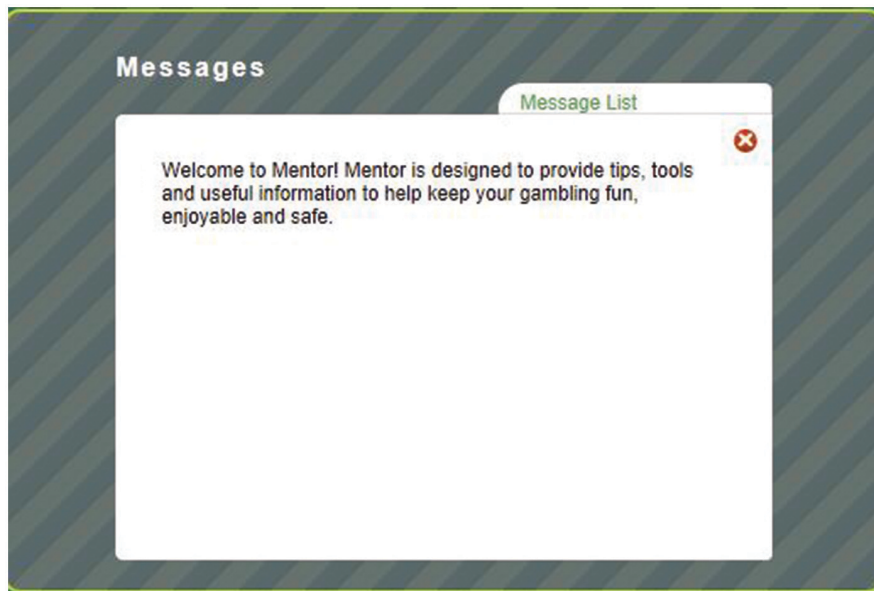 Messages
Message List
Welcome to Mentor! Mentor is designed to provide tips, tools
and useful information to help keep your gambling fun,
enjoyable and safe.